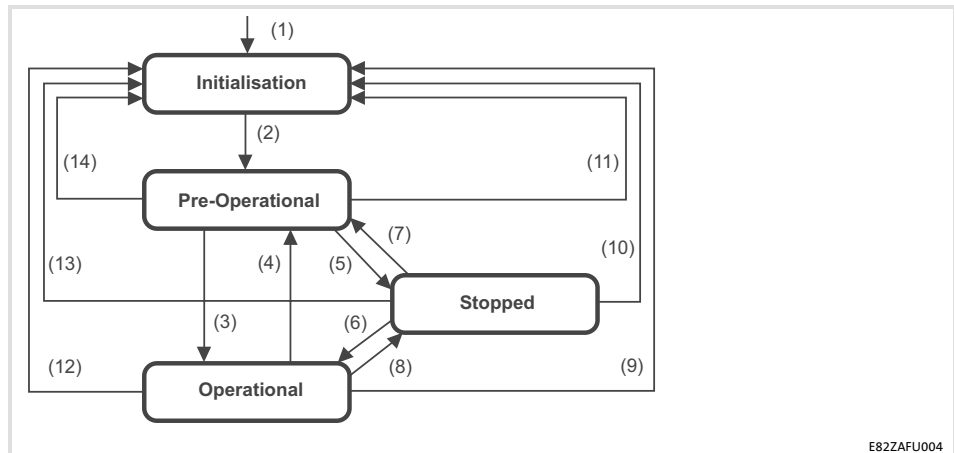 (1)
Initialisation
(2)
(14)
(11)
Pre-Operational
(7)
(10)
(13)
(4)
(5)
Stopped
(3)
(6)
(12)
(8)
(9)
Operational
E82ZAFU004